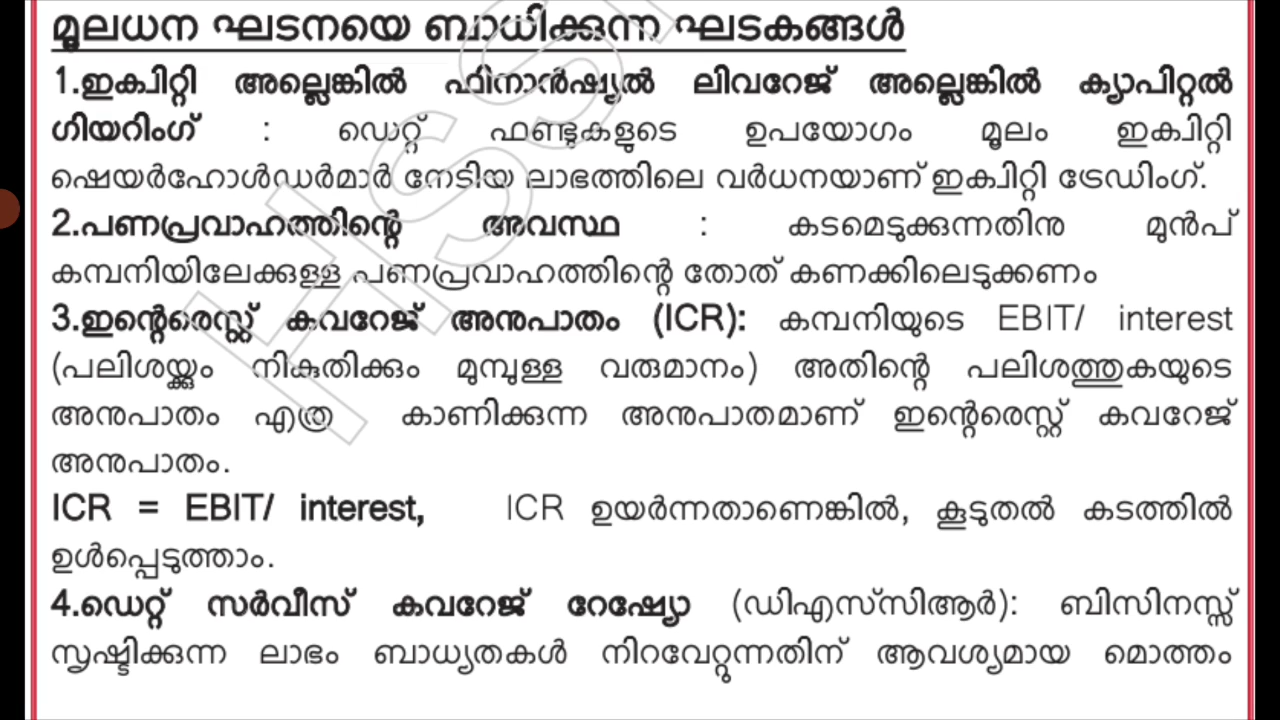 മൂലധന ഘടനയെ ബാധിക്കുന്ന ഘടകങ്ങൾ
1.ഇക്വിറ്റി അല്ലെങ്കിൽ ഫിനാൻഷ്യൽ ലിവറേജ് അല്ലെങ്കിൽ ക്യാപിറ്റൽ
ഗിയറിംഗ് : ഡെറ്റ് ഫണ്ടുകളുടെ ഉപയോഗം മൂലം ഇക്വിറ്റി
ഷെയർഹോൾഡർമാർ നേടിയ ലാഭത്തിലെ വർധനയാണ് ഇക്വിറ്റി ട്രേഡിംഗ്.
2.പണപ്രവാഹത്തിന്റെ അവസ്ഥ : കടമെടുക്കുന്നതിനു മുൻപ്
കമ്പനിയിലേക്കുള്ള പണപ്രവാഹത്തിന്റെ തോത് കണക്കിലെടുക്കണം
3.ഇന്റെരെസ്റ്റ് കവറേജ് അനുപാതം (ICR): കമ്പനിയുടെ EBIT/ interest
(പലിശയ്ക്കും നികുതിക്കും മുമ്പുള്ള വരുമാനം) അതിന്റെ പലിശത്തുകയുടെ
അനുപാതം എത്ര കാണിക്കുന്ന അനുപാതമാണ് ഇന്റെരെസ്റ്റ് കവറേജ്
അനുപാതം.
ICR = EBIT/ interest, ICR ഉയർന്നതാണെങ്കിൽ, കൂടുതൽ കടത്തിൽ
ഉൾപ്പെടുത്താം.
4.ഡെറ്റ് സർവീസ് കവറേജ് റേഷ്യോ (ഡിഎസ്സിആർ): ബിസിനസ്സ്
സൃഷ്ടിക്കുന്ന ലാഭം ബാധ്യതകൾ നിറവേറ്റുന്നതിന് ആവശ്യമായ മൊത്തം
HSS